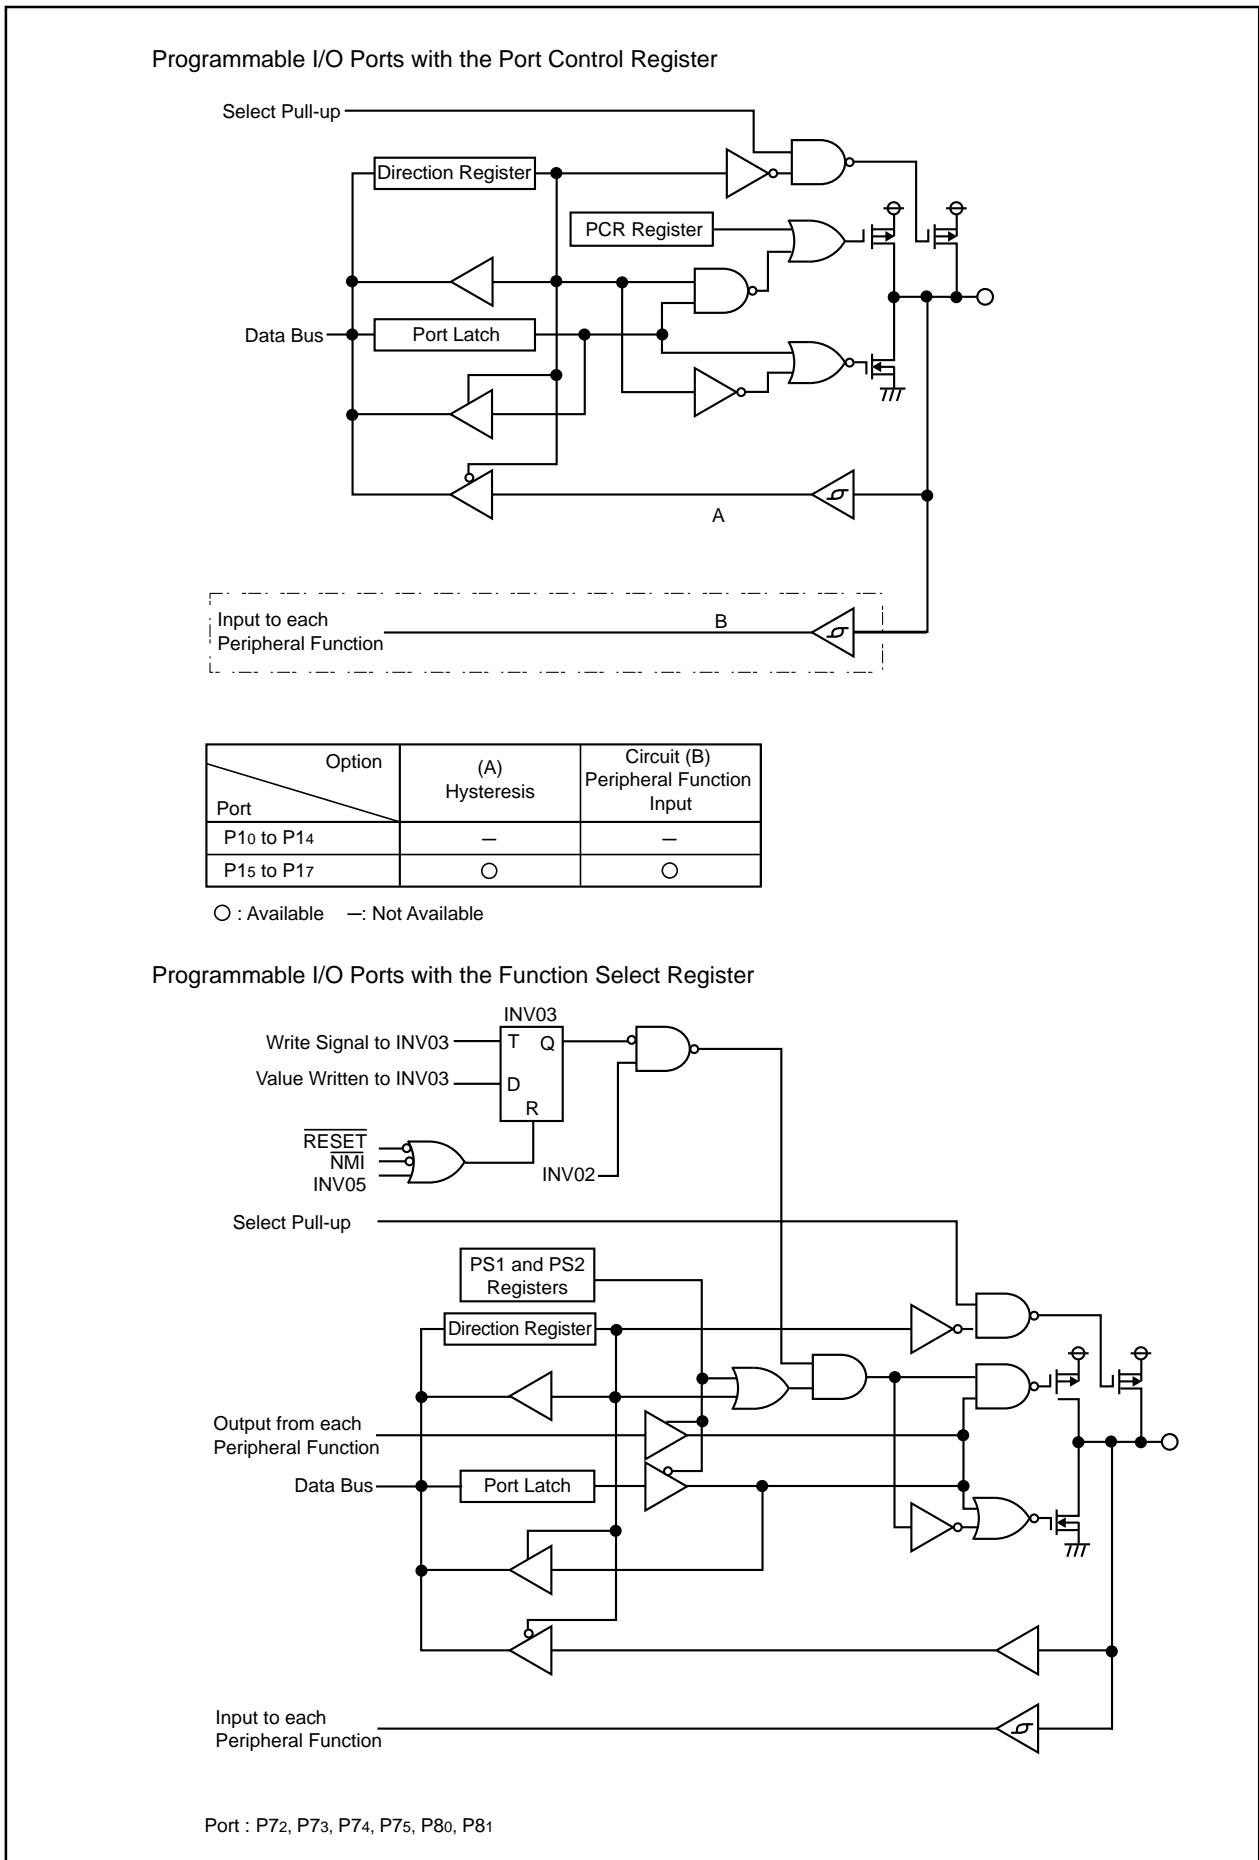 Programmable I/O Ports with the Port Control Register
Select Pull-up
Direction Register
PCR Register
Data Bus
Port Latch
A
Input to each
Peripheral Function
B
Option
Port
(A)
Hysteresis
Circuit (B)
Peripheral Function
Input
P10 to P14 – –
P15 to P17 ○ ○
○ : Available –: Not Available
Programmable I/O Ports with the Function Select Register
INV03
Write Signal to INV03
T Q
Value Written to INV03
D
R
RESET
NMI
INV05
INV02
Select Pull-up
PS1 and PS2
Registers
Direction Register
Output from each
Peripheral Function
Data Bus
Port Latch
Input to each
Peripheral Function
Port : P72, P73, P74, P75, P80, P81